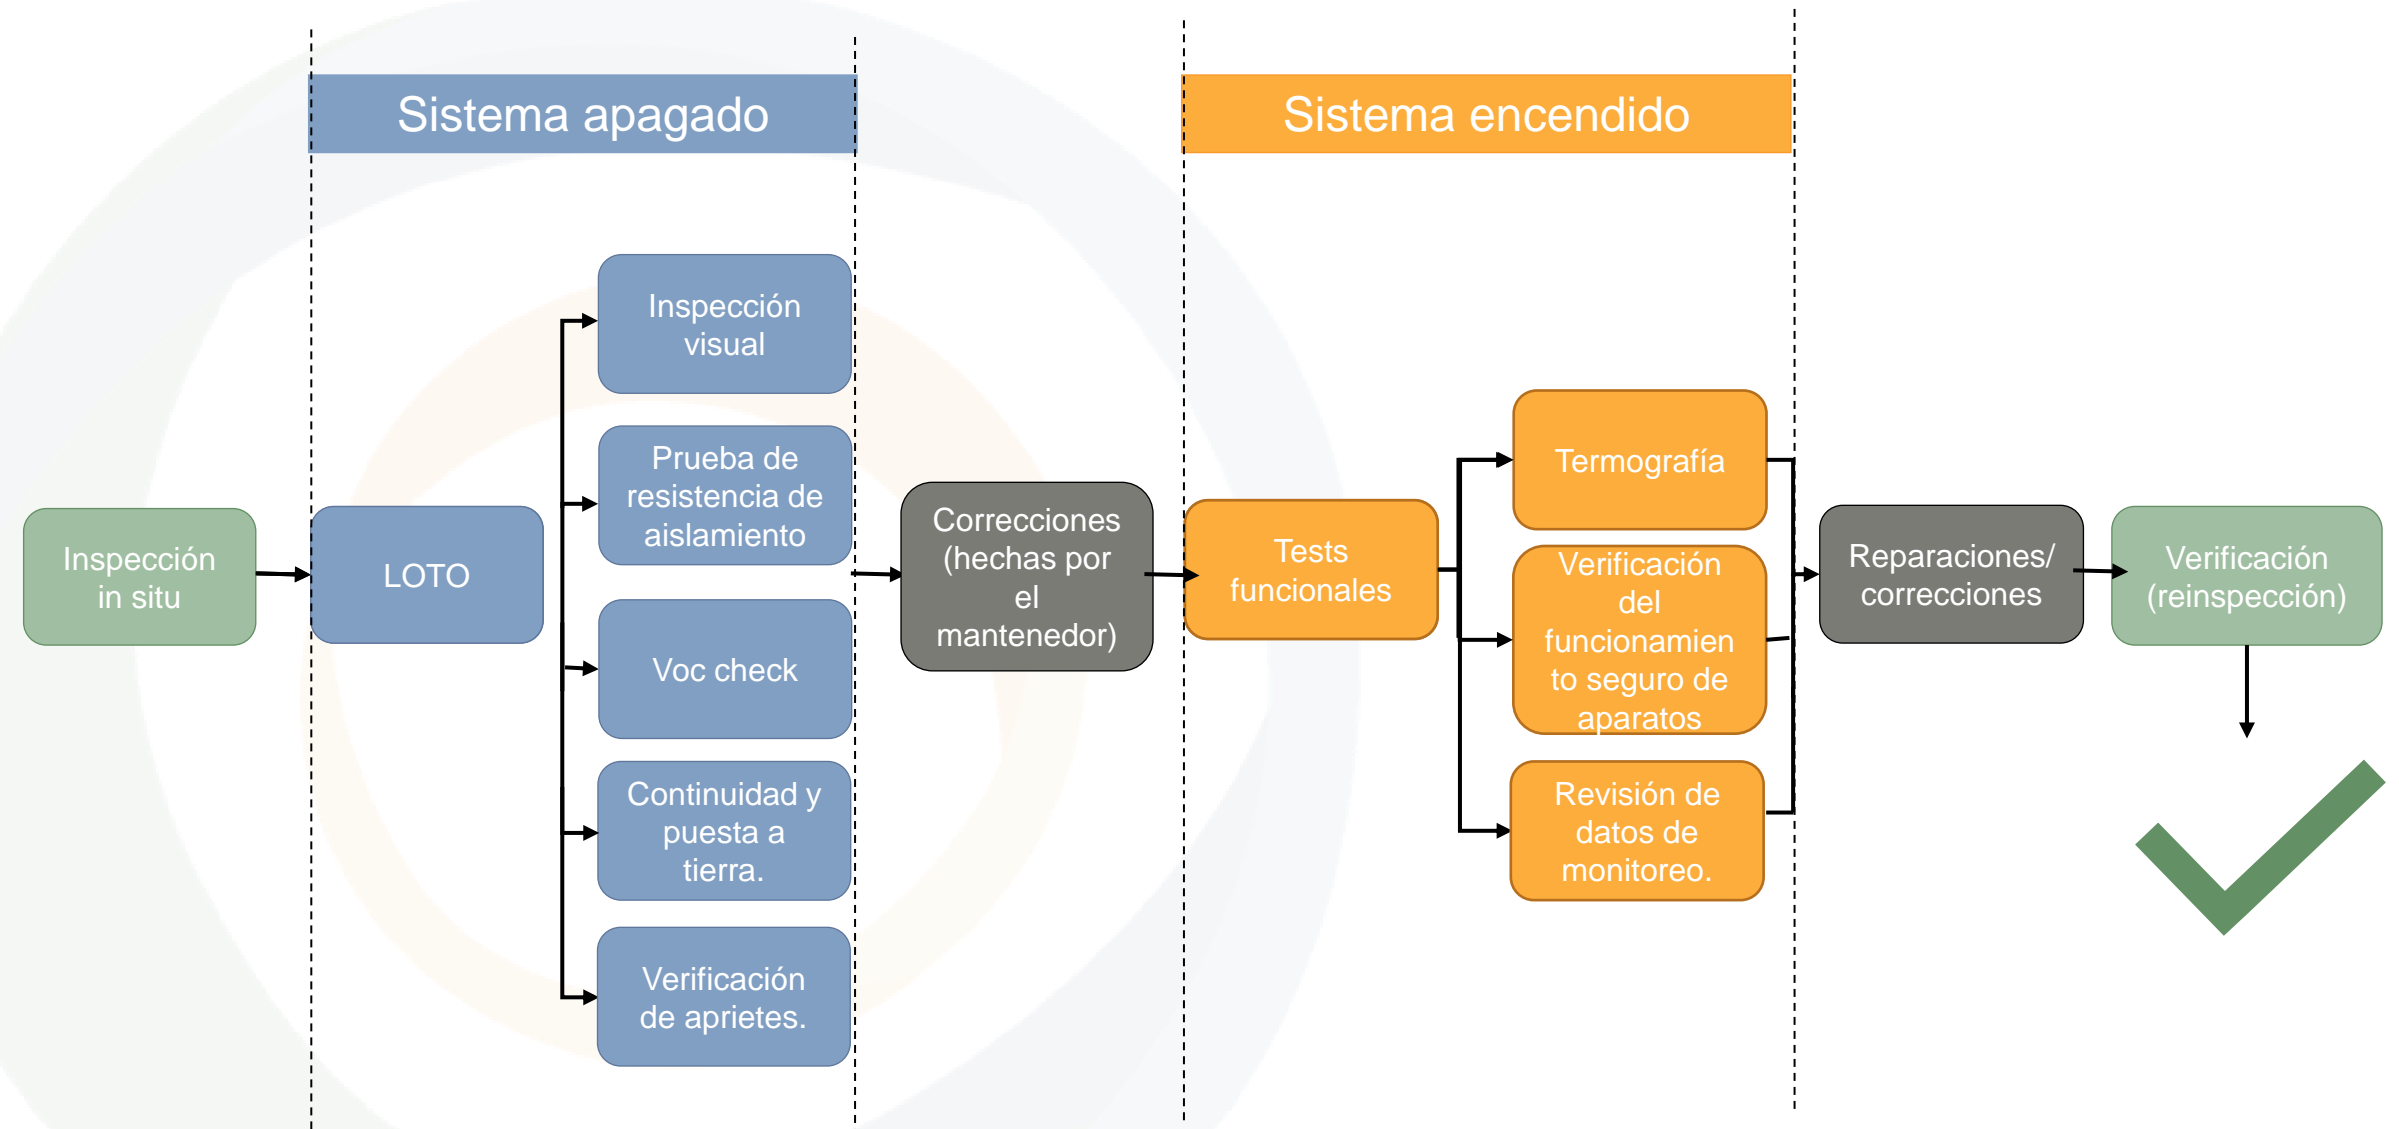 Sistema apagado
Sistema encendido
Inspección
in situ
LOTO
Inspección
visual
Prueba de
resistencia de
aislamiento
Voc check
Continuidad y
puesta a
tierra.
Verificación
de aprietes.
Correcciones
(hechas por
el
mantenedor)
Tests
funcionales
Termografía
Verificación
del
funcionamien
to seguro de
aparatos
Revisión de
datos de
monitoreo.
Reparaciones/
correcciones
Verificación
(reinspección)